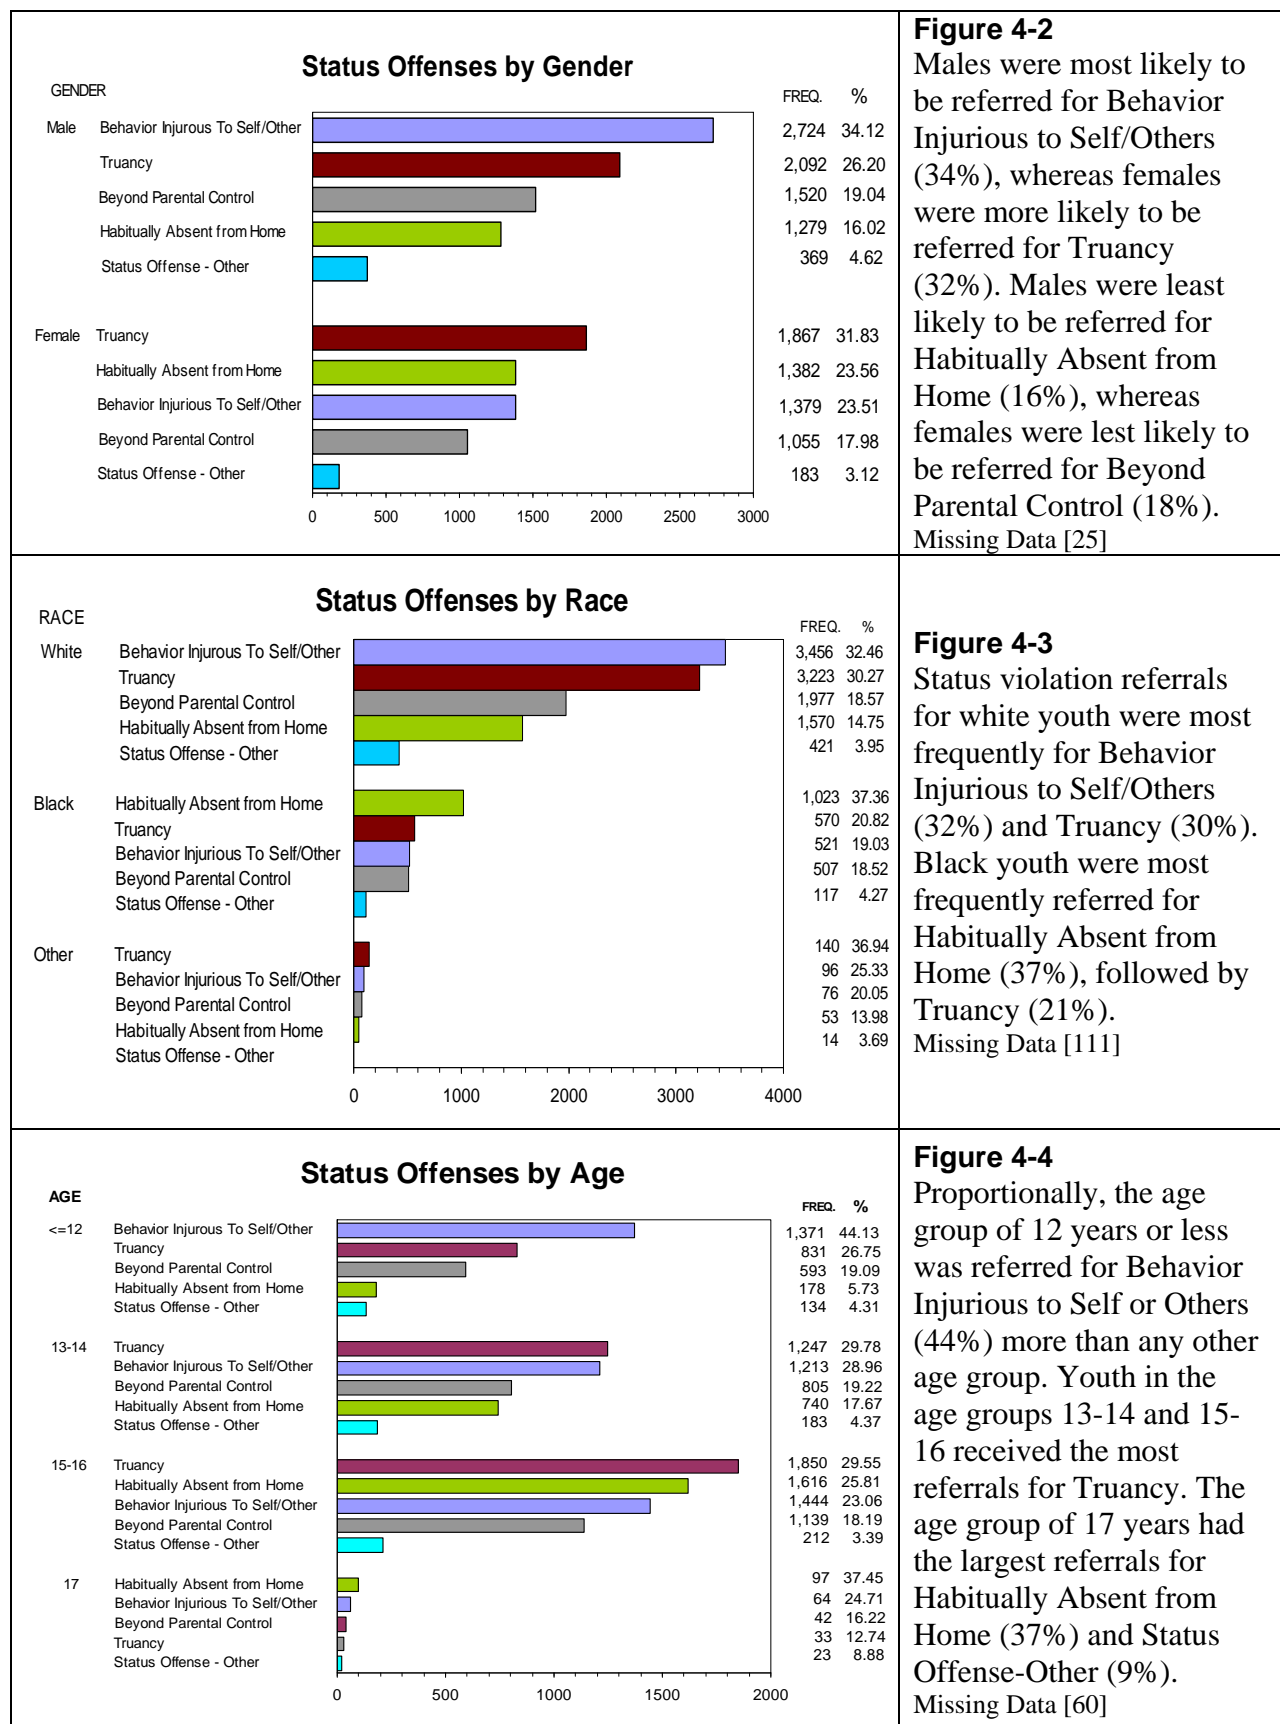 Status Offenses by Gender
GENDER
FREQ. %
Male Behavior Injurous To Self/Other 2,724 34.12
Truancy 2,092 26.20
Beyond Parental Control 1,520 19.04
Habitually Absent from Home 1,279 16.02
Status Offense - Other 369 4.62
Female Truancy 1,867 31.83
Habitually Absent from Home 1,382 23.56
Behavior Injurious To Self/Other 1,379 23.51
Beyond Parental Control 1,055 17.98
Status Offense - Other 183 3.12
0 500 1000 1500 2000 2500 3000
Figure 4-2
Males were most likely to
be referred for Behavior
Injurious to Self/Others
(34%), whereas females
were more likely to be
referred for Truancy
(32%). Males were least
likely to be referred for
Habitually Absent from
Home (16%), whereas
females were lest likely to
be referred for Beyond
Parental Control (18%).
Missing Data [25]
Status Offenses by Race
RACE
FREQ. %
White Behavior Injurous To Self/Other 3,456 32.46
Truancy 3,223 30.27
Beyond Parental Control 1,977 18.57
Habitually Absent from Home 1,570 14.75
Status Offense - Other 421 3.95
Black Habitually Absent from Home 1,023 37.36
Truancy 570 20.82
Behavior Injurious To Self/Other 521 19.03
Beyond Parental Control 507 18.52
Status Offense - Other 117 4.27
Other Truancy 140 36.94
Behavior Injurious To Self/Other 96 25.33
Beyond Parental Control 76 20.05
Habitually Absent from Home 53 13.98
Status Offense - Other 14 3.69
0 1000 2000 3000 4000
Figure 4-3
Status violation referrals
for white youth were most
frequently for Behavior
Injurious to Self/Others
(32%) and Truancy (30%).
Black youth were most
frequently referred for
Habitually Absent from
Home (37%), followed by
Truancy (21%).
Missing Data [111]
Status Offenses by Age
AGE
FREQ. %
<=12 Behavior Injurous To Self/Other 1,371 44.13
Truancy 831 26.75
Beyond Parental Control 593 19.09
Habitually Absent from Home 178 5.73
Status Offense - Other 134 4.31
13-14 Truancy 1,247 29.78
Behavior Injurous To Self/Other 1,213 28.96
Beyond Parental Control 805 19.22
Habitually Absent from Home 740 17.67
Status Offense - Other 183 4.37
15-16 Truancy 1,850 29.55
Habitually Absent from Home 1,616 25.81
Behavior Injurious To Self/Other 1,444 23.06
Beyond Parental Control 1,139 18.19
Status Offense - Other 212 3.39
17 Habitually Absent from Home 97 37.45
Behavior Injurious To Self/Other 64 24.71
Beyond Parental Control 42 16.22
Truancy 33 12.74
Status Offense - Other 23 8.88
0 500 1000 1500 2000
Figure 4-4
Proportionally, the age
group of 12 years or less
was referred for Behavior
Injurious to Self or Others
(44%) more than any other
age group. Youth in the
age groups 13-14 and 15-
16 received the most
referrals for Truancy. The
age group of 17 years had
the largest referrals for
Habitually Absent from
Home (37%) and Status
Offense-Other (9%).
Missing Data [60]